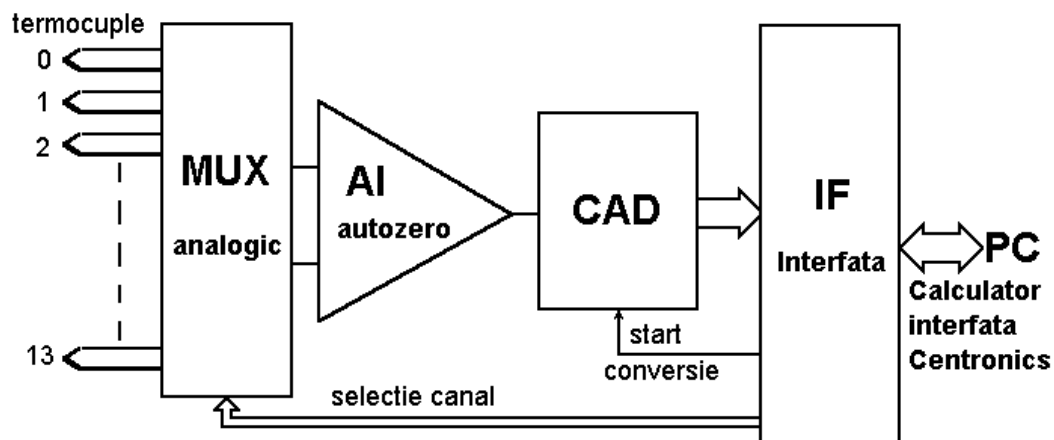 termocuple
0
1
2
13
MUX
analogic
AI
autozero
CAD
start
conversie
selectie canal
IF
Interfata
PC
Calculator
interfata
Centronics